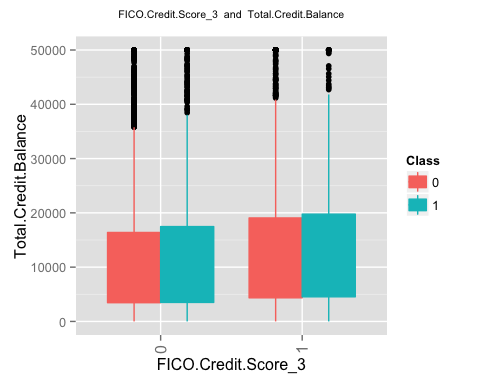 FICO.Credit.Score_3 and Total.Credit.Balance
50000
40000
30000
20000
10000
0
Total.Credit.Balance
0
1
FICO.Credit.Score_3
Class
0
1